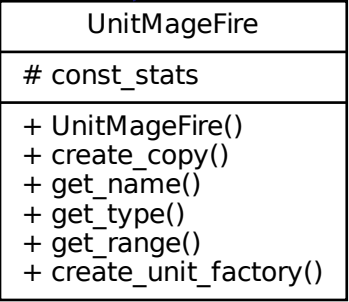 UnitMageFire
# const_stats
+ UnitMageFire()
+ create_copy()
+ get_name()
+ get_type()
+ get_range()
+ create_unit_factory()